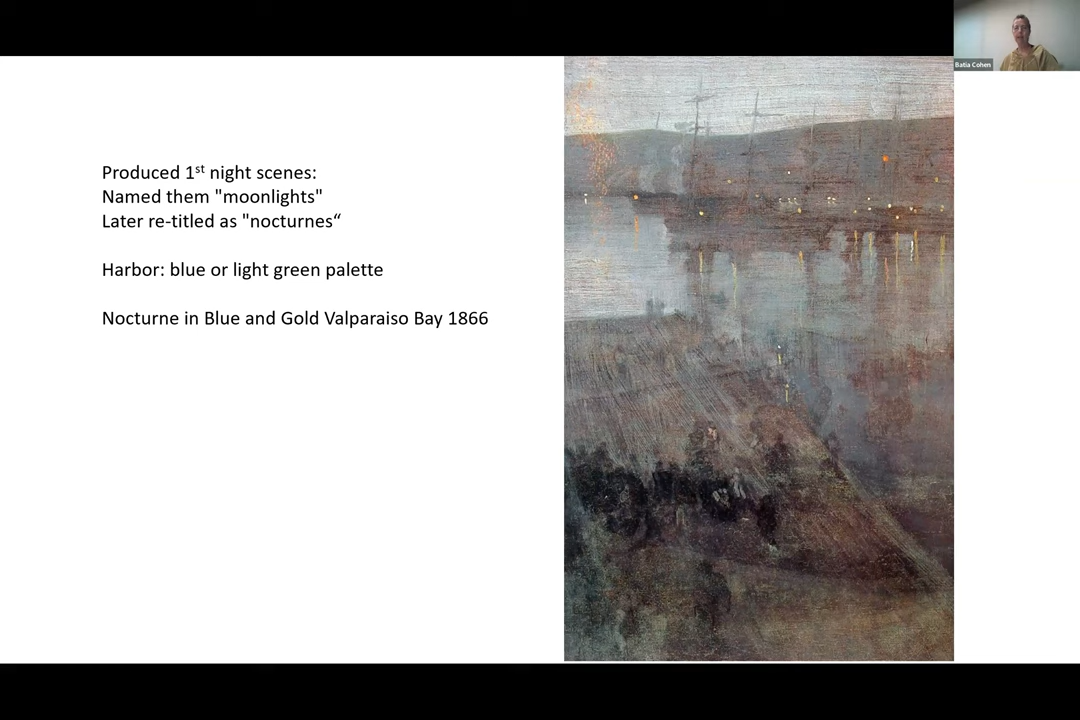 Batia Cohen
Produced 1st night scenes:
Named them "moonlights"
Later re-titled as "nocturnes“
Harbor: blue or light green palette
Nocturne in Blue and Gold Valparaiso Bay 1866